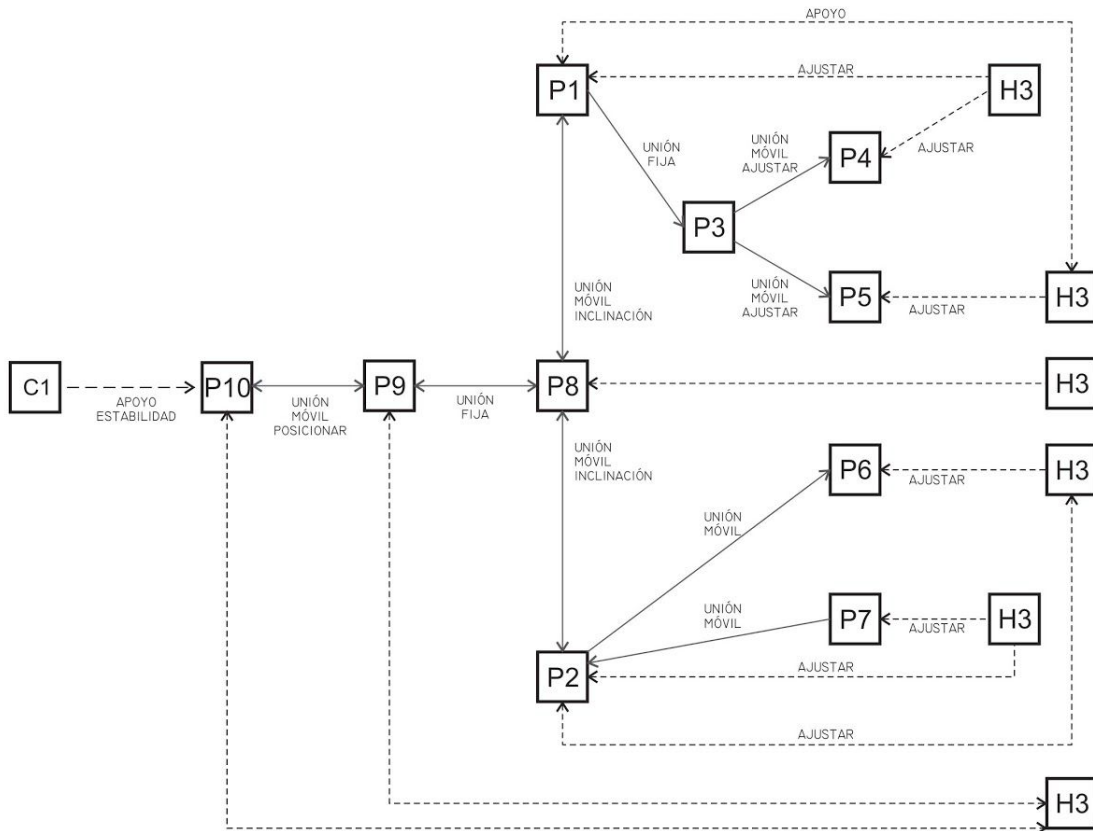 APOYO
AJUSTAR
P1
H3
UNIÓN
FIJA
UNIÓN
MÓVIL
AJUSTAR
P4
AJUSTAR
P3
UNIÓN
MÓVIL
AJUSTAR
P5
AJUSTAR
H3
UNIÓN
MÓVIL
INCLINACIÓN
C1
APOYO
ESTABILIDAD
P10
UNIÓN
MÓVIL
POSICIONAR
P9
UNIÓN
FIJA
P8
H3
UNIÓN
MÓVIL
INCLINACIÓN
P6
AJUSTAR
H3
UNIÓN
MÓVIL
UNIÓN
MÓVIL
P7
AJUSTAR
H3
P2
AJUSTAR
AJUSTAR
H3